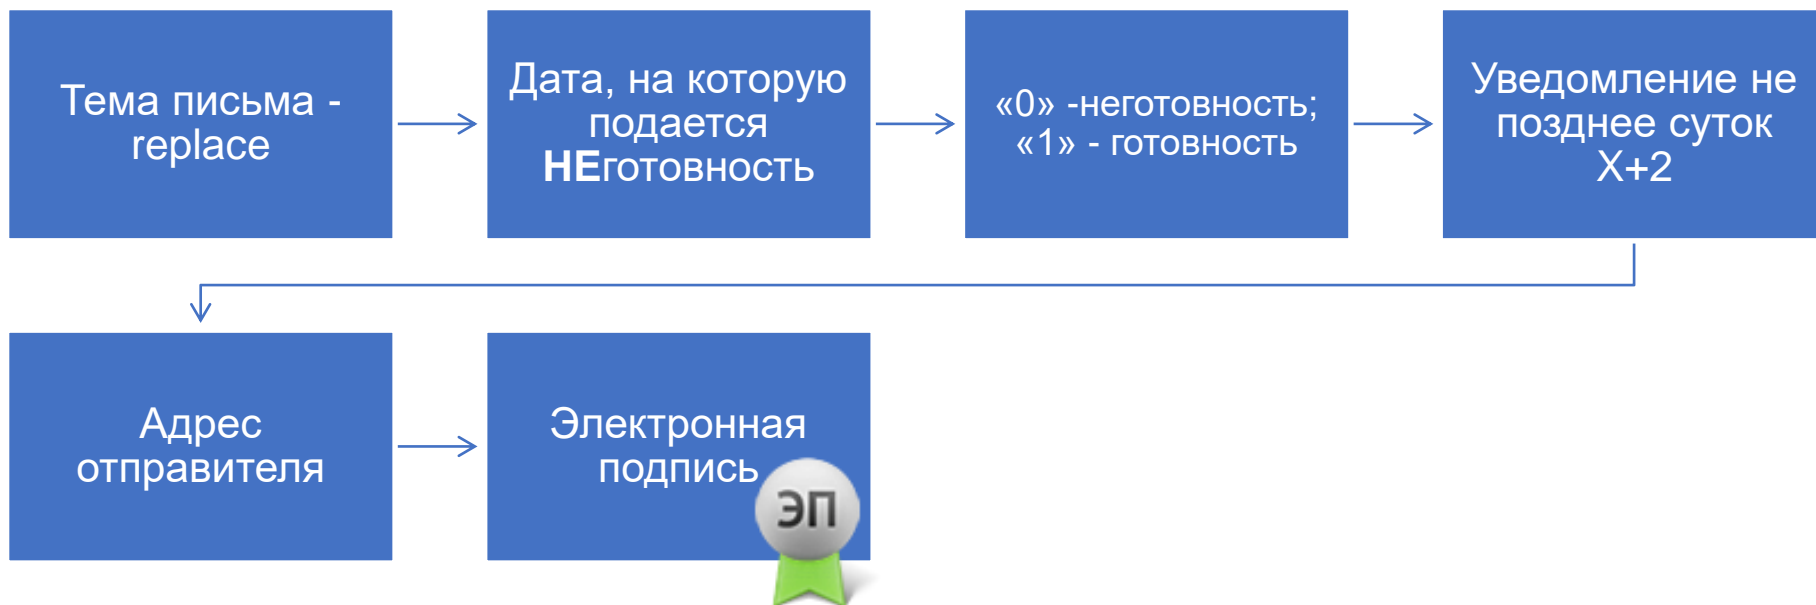 Тема письма -
replace
Дата, на которую
подается
НЕготовность
«0» -неготовность;
«1» - готовность
Уведомление не
позднее суток
Х+2
Адрес
отправителя
Электронная
подпись
ЭП